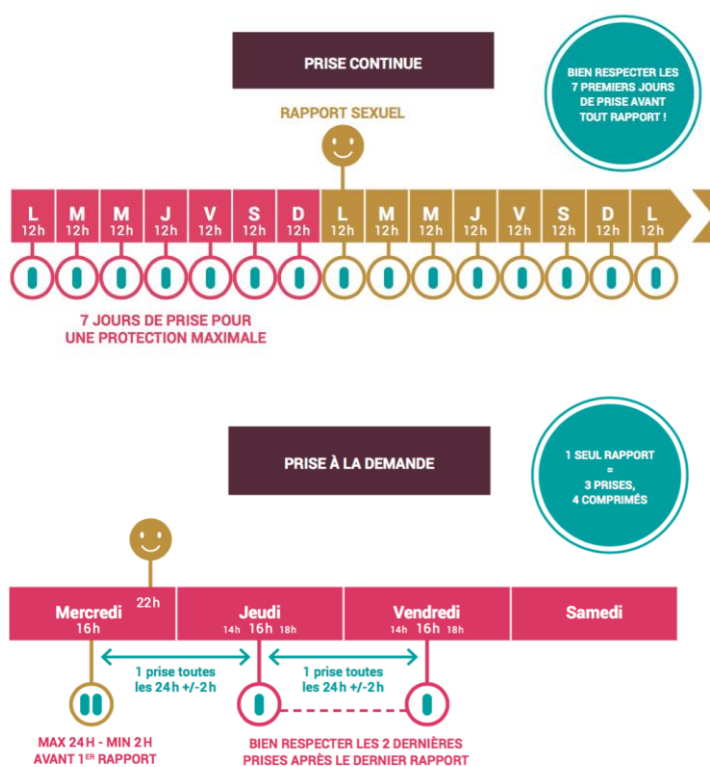 PRISE CONTINUE
BIEN RESPECTER LES
7 PREMIERS JOURS
DE PRISE AVANT
TOUT RAPPORT !
RAPPORT SEXUEL
L M M J V S D L M M J V S D L
12h 12h 12h 12h 12h 12h 12h 12h 12h 12h 12h 12h 12h 12h 12h
7 JOURS DE PRISE POUR
UNE PROTECTION MAXIMALE
PRISE À LA DEMANDE
1 SEUL RAPPORT
=
3 PRISES,
4 COMPRIMÉS
22h
Mercredi Jeudi Vendredi Samedi
16h 14h 16h 18h 14h 16h 18h
1 prise toutes 1 prise toutes
les 24h +/-2h les 24h +/-2h
MAX 24H - MIN 2H BIEN RESPECTER LES 2 DERNIÈRES
AVANT 1ER RAPPORT PRISES APRÈS LE DERNIER RAPPORT